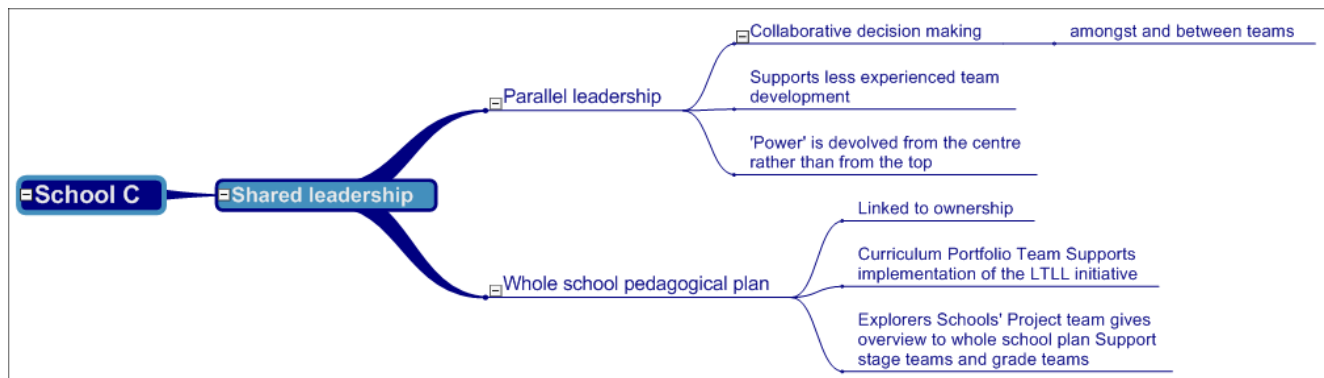 School C
Shared leadership
Parallel leadership
Collaborative decision making
amongst and between teams
Supports less experienced team
development
'Power' is devolved from the centre
rather than from the top
Whole school pedagogical plan
Linked to ownership
Curriculum Portfolio Team Supports
implementation of the LTLL initiative
Explorers Schools' Project team gives
overview to whole school plan Support
stage teams and grade teams